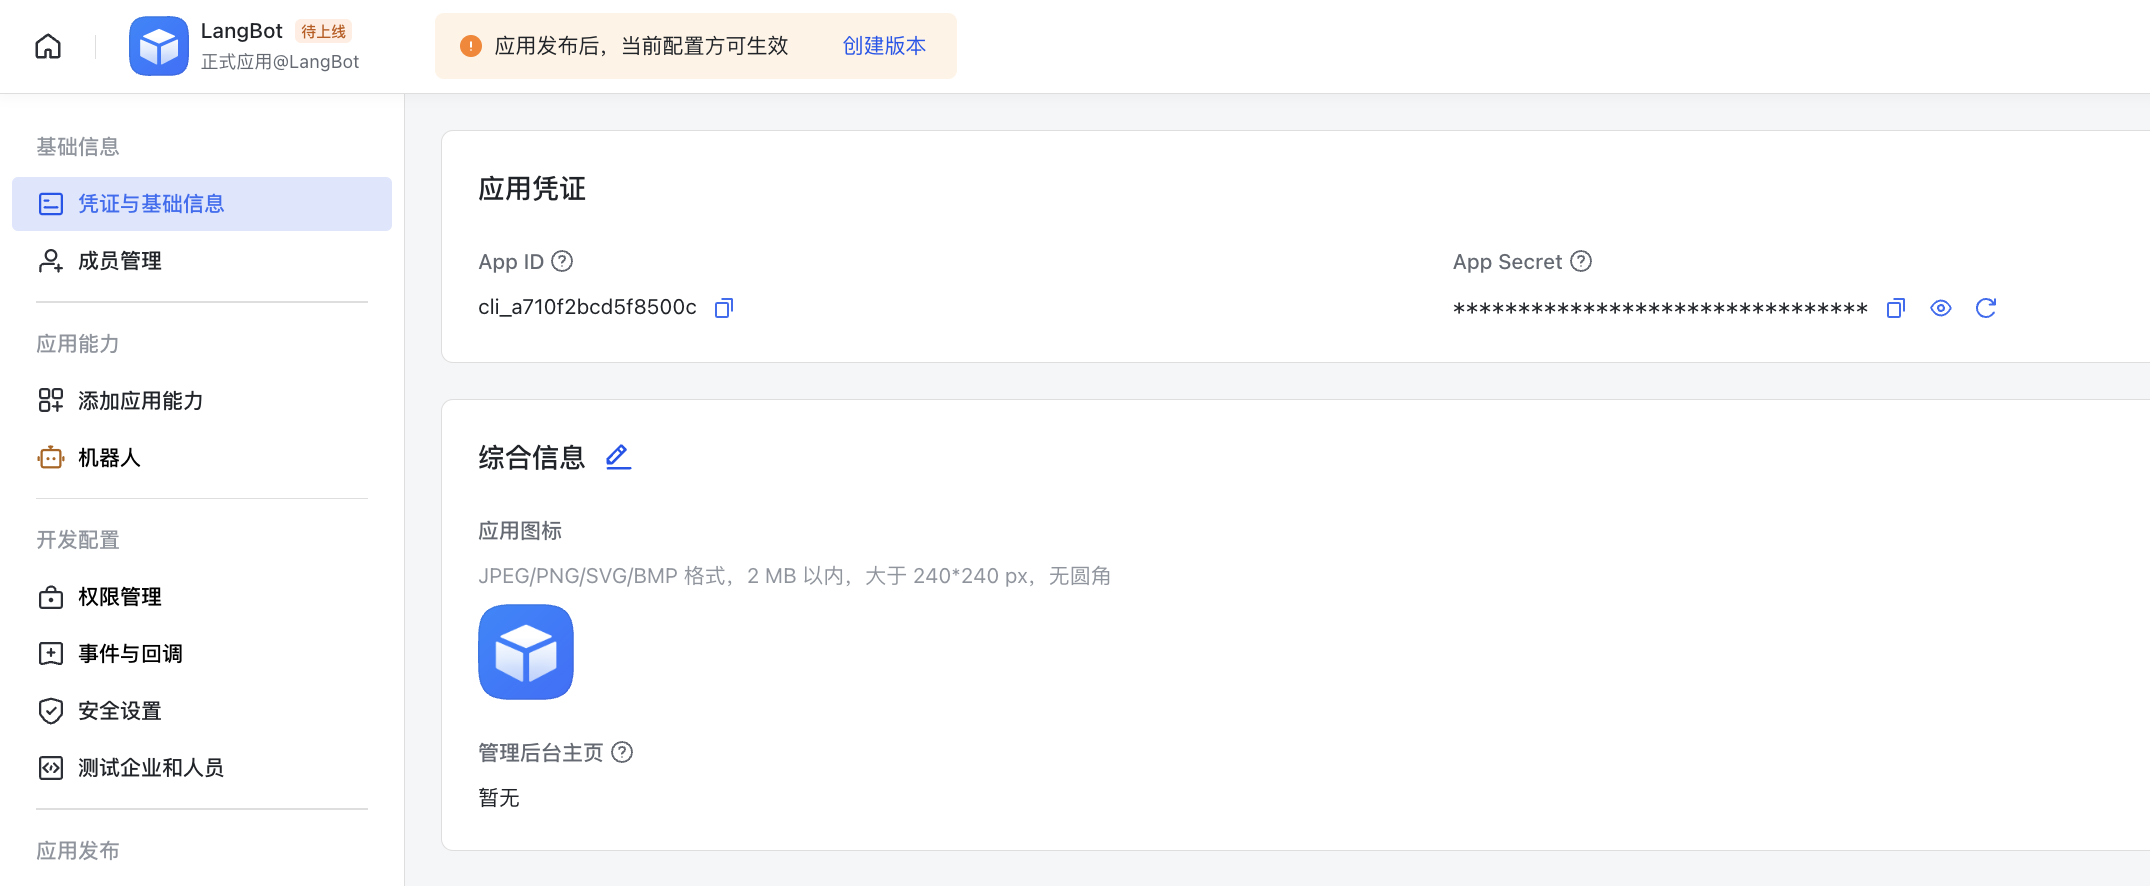 LangBot 待上线
正式应用@LangBot
应用发布后，当前配置方可生效 创建版本
基础信息
凭证与基础信息
成员管理
应用能力
添加应用能力
机器人
开发配置
权限管理
事件与回调
安全设置
测试企业和人员
应用发布
应用凭证
App ID
cli_a710f2bcd5f8500c
App Secret
********************************
综合信息
应用图标
JPEG/PNG/SVG/BMP 格式，2 MB 以内，大于 240*240 px，无圆角
管理后台主页
暂无